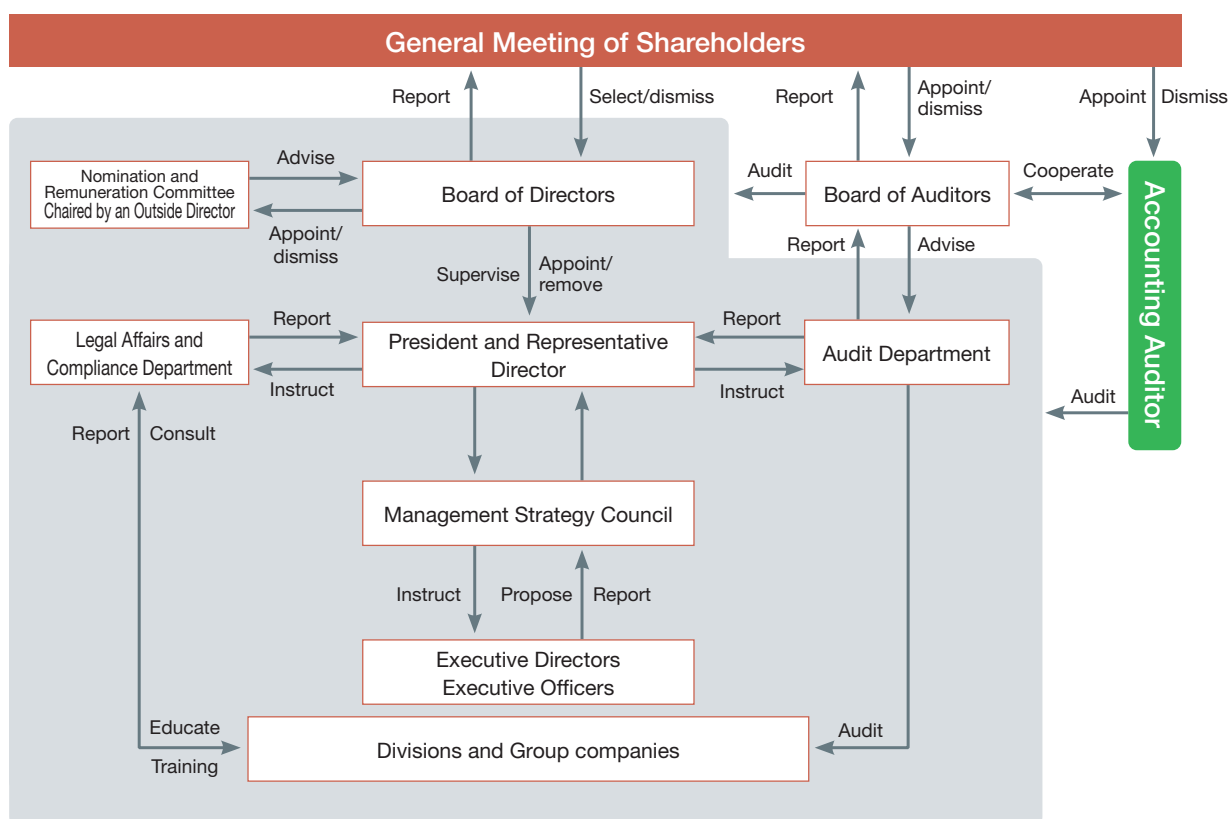 General Meeting of Shareholders
Report
Select/dismiss
Report
Appoint/
dismiss
Appoint
Dismiss
Nomination and
Remuneration Committee
Chaired by an Outside Director
Advise
Appoint/
dismiss
Board of Directors
Audit
Board of Auditors
Cooperate
Accounting Auditor
Supervise
Appoint/
remove
Report
Advise
Legal Affairs and
Compliance Department
Report
Instruct
President and Representative
Director
Report
Instruct
Audit Department
Audit
Report
Consult
Management Strategy Council
Instruct
Propose
Report
Executive Directors
Executive Officers
Educate
Training
Divisions and Group companies
Audit